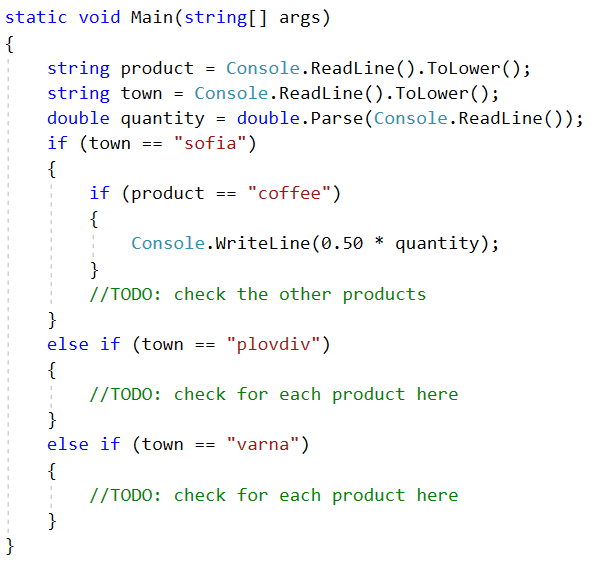 static void Main(string[] args)
{
    string product = Console.ReadLine().ToLower();
    string town = Console.ReadLine().ToLower();
    double quantity = double.Parse(Console.ReadLine());
    if (town == "sofia")
    {
        if (product == "coffee")
        {
            Console.WriteLine(0.50 * quantity);
        }
        //TODO: check the other products
    }
    else if (town == "plovdiv")
    {
        //TODO: check for each product here
    }
    else if (town == "varna")
    {
        //TODO: check for each product here
    }
}